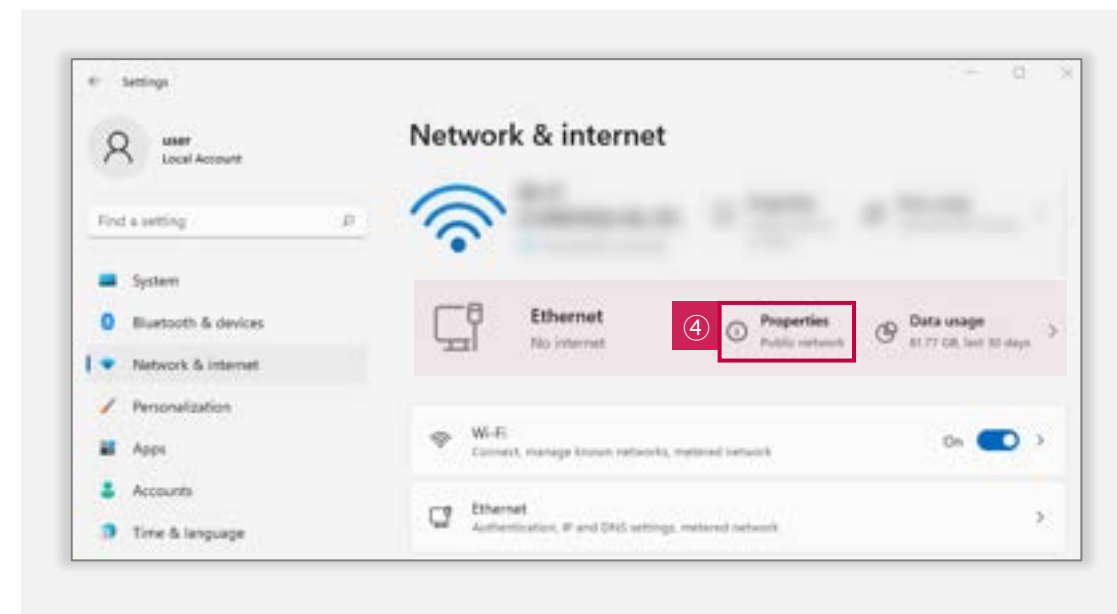 Settings
user
Local Account
Find a setting
System
Bluetooth & devices
Network & internet
Personalization
Apps
Accounts
Time & language
Network & internet
Ethernet
No internet
④
Properties
Public network
Data usage
61.77 GB, last 30 days
Wi-Fi
Connect, manage known networks, metered network
On
Ethernet
Authentication, IP and DNS settings, metered network